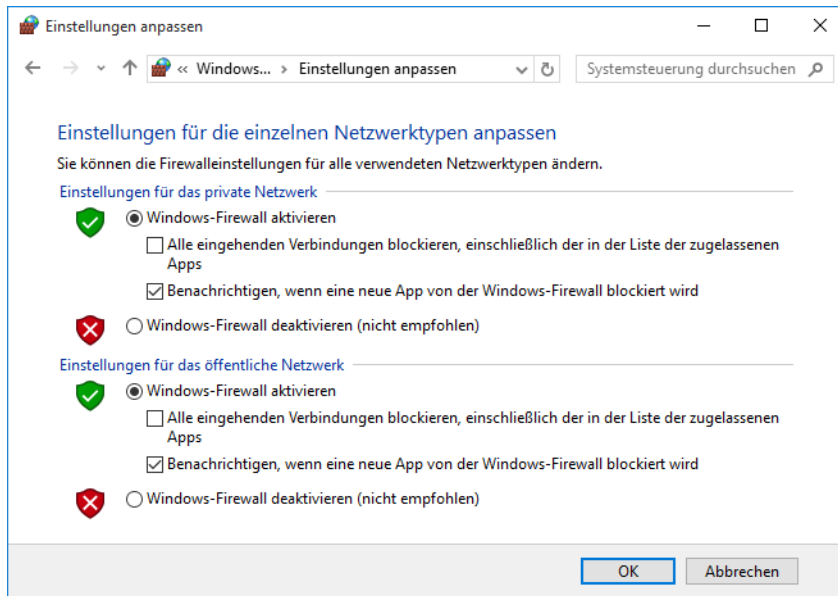 Einstellungen anpassen
« Windows... › Einstellungen anpassen
Systemsteuerung durchsuchen
Einstellungen für die einzelnen Netzwerktypen anpassen
Sie können die Firewalleinstellungen für alle verwendeten Netzwerktypen ändern.
Einstellungen für das private Netzwerk
Windows-Firewall aktivieren
Alle eingehenden Verbindungen blockieren, einschließlich der in der Liste der zugelassenen
Apps
Benachrichtigen, wenn eine neue App von der Windows-Firewall blockiert wird
Windows-Firewall deaktivieren (nicht empfohlen)
Einstellungen für das öffentliche Netzwerk
Windows-Firewall aktivieren
Alle eingehenden Verbindungen blockieren, einschließlich der in der Liste der zugelassenen
Apps
Benachrichtigen, wenn eine neue App von der Windows-Firewall blockiert wird
Windows-Firewall deaktivieren (nicht empfohlen)
OK
Abbrechen